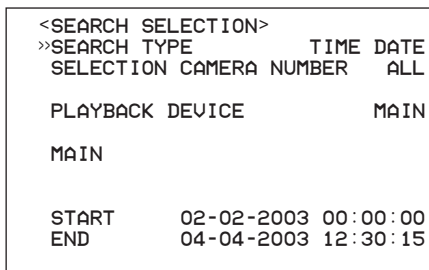 <SEARCH SELECTION>
»SEARCH TYPE TIME DATE
SELECTION CAMERA NUMBER ALL
PLAYBACK DEVICE MAIN
MAIN
START 02-02-2003 00:00:00
END 04-04-2003 12:30:15